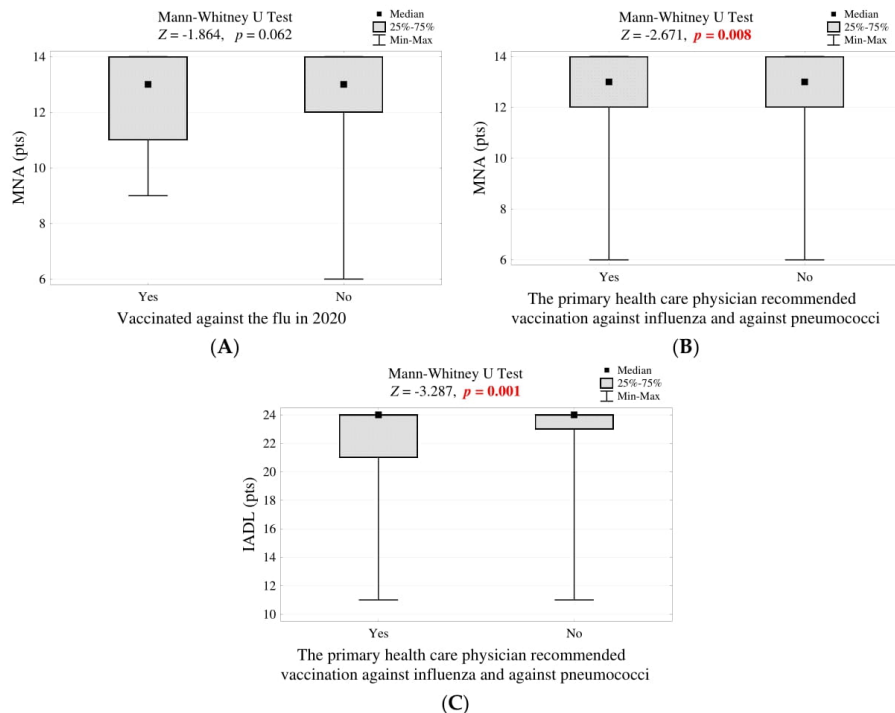 Mann-Whitney U Test
Z = -1.864, p = 0.062
Median
25%-75%
Min-Max
14
12
10
8
6
MNA (pts)
Yes
No
Vaccinated against the flu in 2020
(A)
Mann-Whitney U Test
Z = -2.671, p = 0.008
Median
25%-75%
Min-Max
14
12
10
8
6
MNA (pts)
Yes
No
The primary health care physician recommended
vaccination against influenza and against pneumococci
(B)
Mann-Whitney U Test
Z = -3.287, p = 0.001
Median
25%-75%
Min-Max
24
22
20
18
16
14
12
10
IADL (pts)
Yes
No
The primary health care physician recommended
vaccination against influenza and against pneumococci
(C)